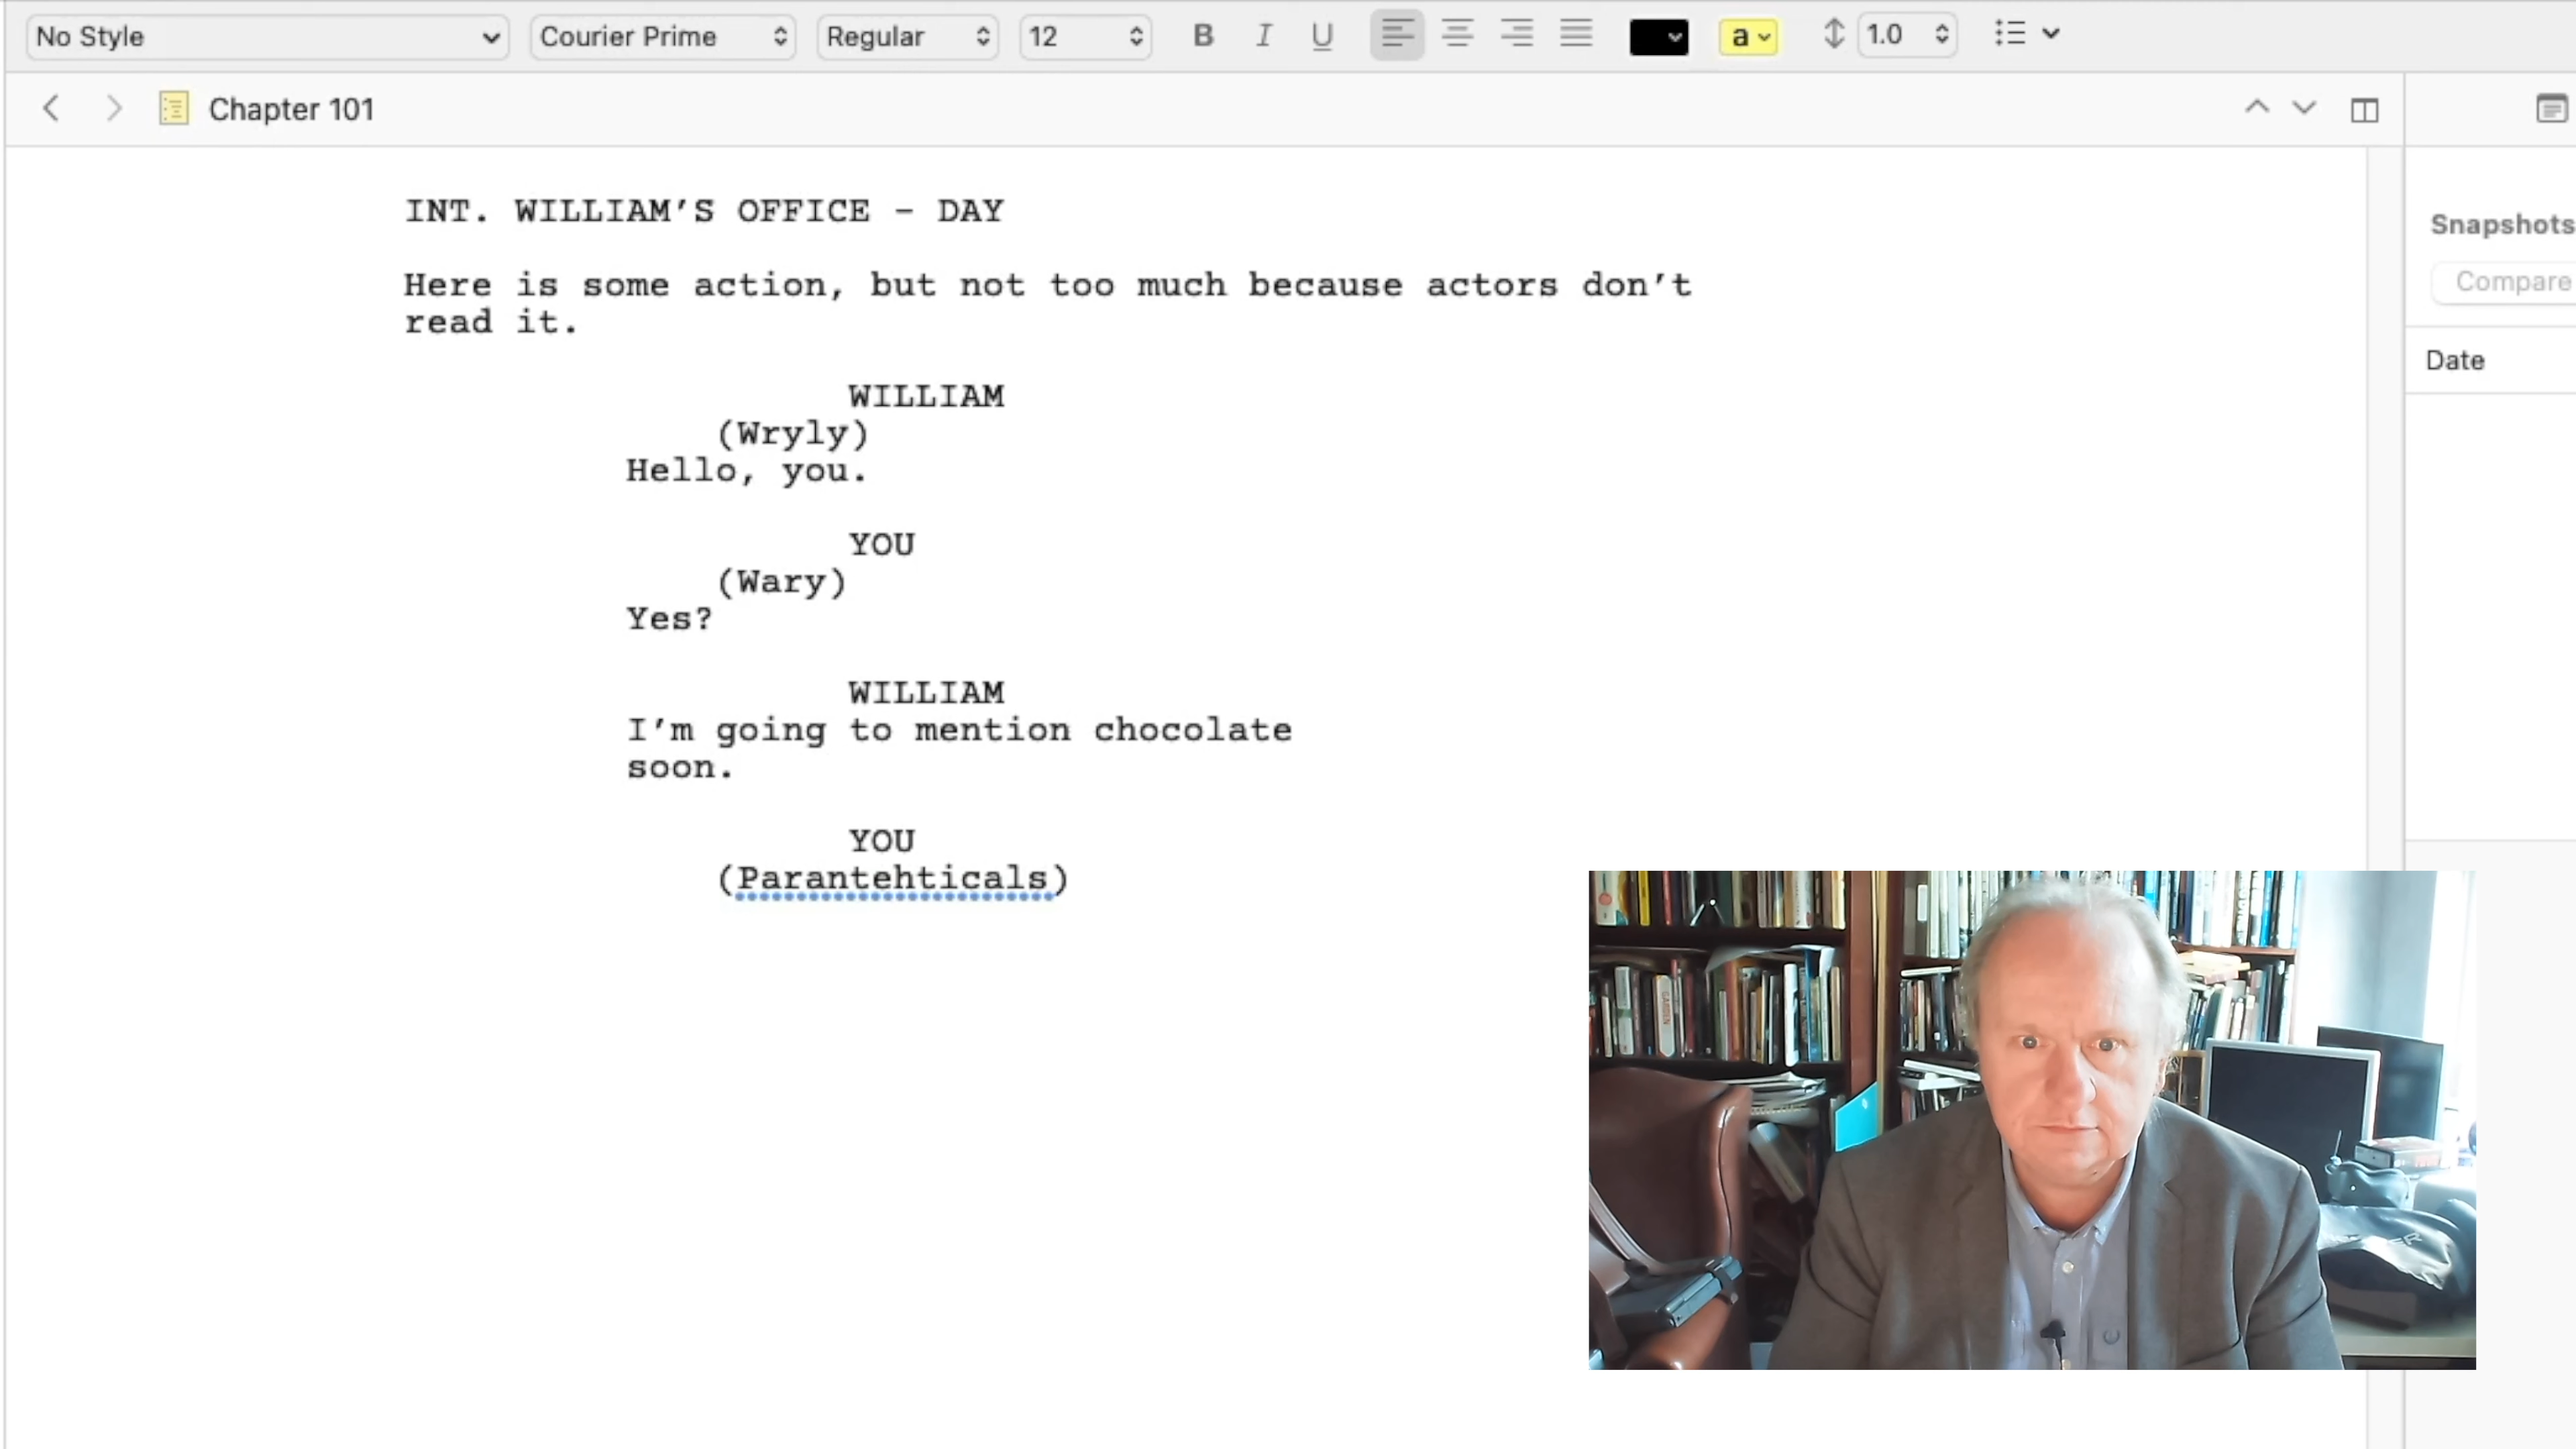 No Style
Courier Prime
Regular
12
B
I
U
a
1.0
Chapter 101
Snapshots
Compare
Date
INT. WILLIAM’S OFFICE – DAY
Here is some action, but not too much because actors don’t
read it.
WILLIAM
(Wryly)
Hello, you.
YOU
(Wary)
Yes?
WILLIAM
I’m going to mention chocolate
soon.
YOU
(Parantehticals)